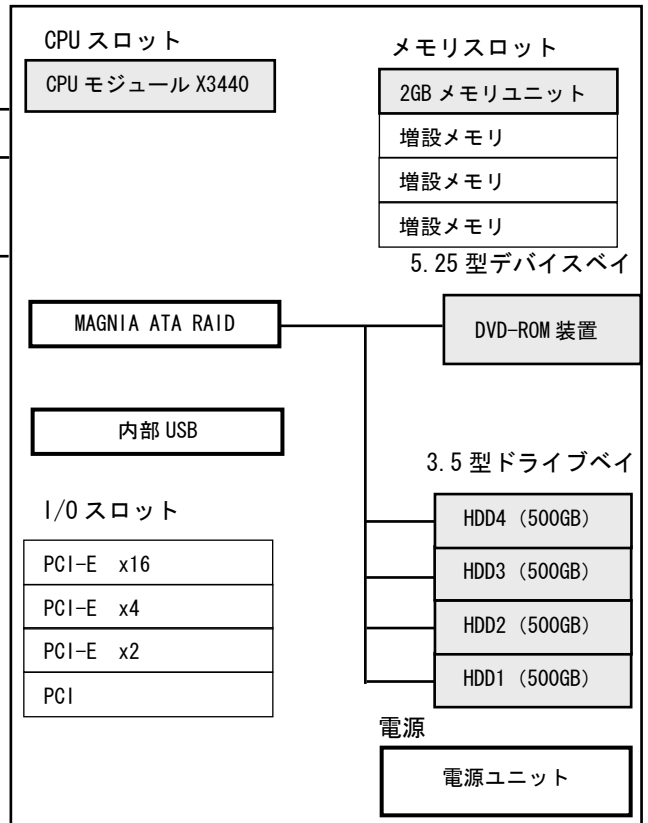 CPU スロット
CPU モジュール X3440
メモリスロット
2GB メモリユニット
増設メモリ
増設メモリ
増設メモリ
5.25 型デバイスベイ
MAGNIA ATA RAID
DVD-ROM 装置
内部 USB
3.5 型ドライブベイ
HDD4 (500GB)
HDD3 (500GB)
HDD2 (500GB)
HDD1 (500GB)
I/O スロット
PCI-E x16
PCI-E x4
PCI-E x2
PCI
電源
電源ユニット